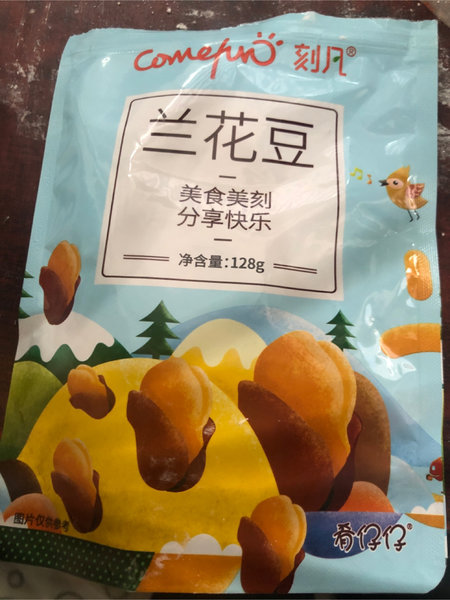 comefun 刻凡®
兰花豆
美食美刻
分享快乐
净含量:128g
图片仅供参考
肴仔仔®